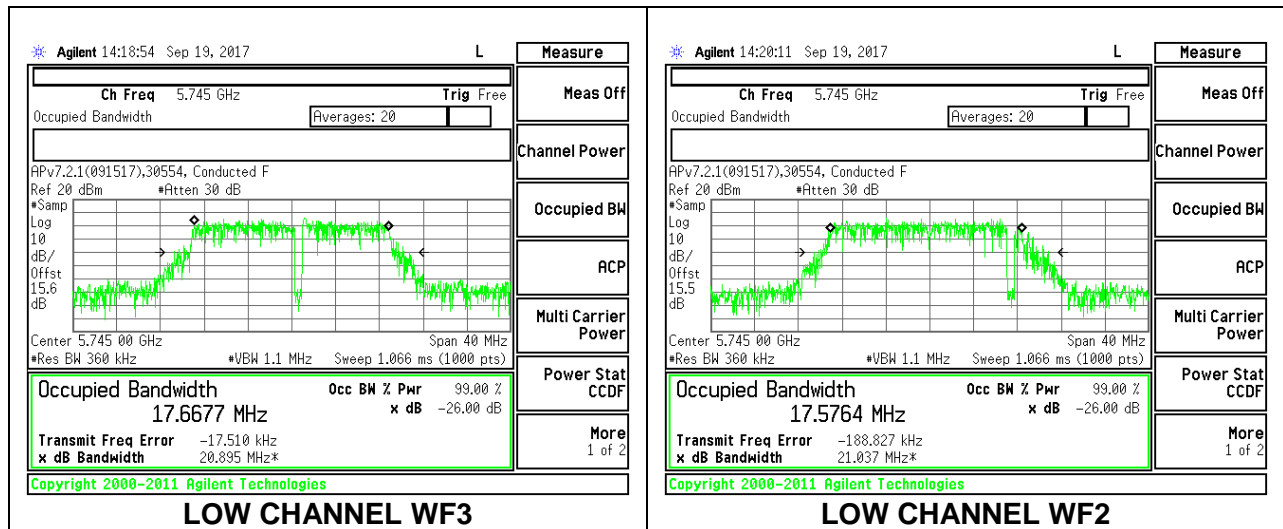 Agilent 14:18:54 Sep 19, 2017 L
Measure
Ch Freq 5.745 GHz Trig Free
Meas Off
Occupied Bandwidth Averages: 20
Channel Power
APv7.2.1(091517),30554, Conducted F
Ref 20 dBm #Atten 30 dB
#Samp
Occupied BW
Log
10
dB/
ACP
Offst
15.6
dB
Multi Carrier
Power
Center 5.745 00 GHz Span 40 MHz
#Res BW 360 kHz #VBW 1.1 MHz Sweep 1.066 ms (1000 pts)
Power Stat
CCDF
Occupied Bandwidth Occ BW % Pwr 99.00 %
17.6677 MHz x dB -26.00 dB
More
1 of 2
Transmit Freq Error -17.510 kHz
x dB Bandwidth 20.895 MHz*
Copyright 2000-2011 Agilent Technologies
LOW CHANNEL WF3
Agilent 14:20:11 Sep 19, 2017 L
Measure
Ch Freq 5.745 GHz Trig Free
Meas Off
Occupied Bandwidth Averages: 20
Channel Power
APv7.2.1(091517),30554, Conducted F
Ref 20 dBm #Atten 30 dB
#Samp
Occupied BW
Log
10
dB/
ACP
Offst
15.5
dB
Multi Carrier
Power
Center 5.745 00 GHz Span 40 MHz
#Res BW 360 kHz #VBW 1.1 MHz Sweep 1.066 ms (1000 pts)
Power Stat
CCDF
Occupied Bandwidth Occ BW % Pwr 99.00 %
17.5764 MHz x dB -26.00 dB
More
1 of 2
Transmit Freq Error -188.827 kHz
x dB Bandwidth 21.037 MHz*
Copyright 2000-2011 Agilent Technologies
LOW CHANNEL WF2